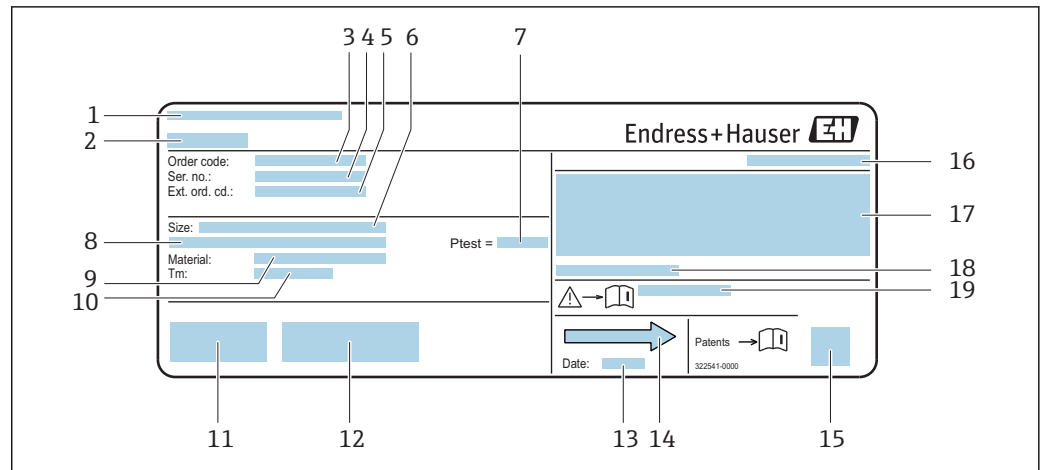 3 4 5 6 7
1
2
Endress+Hauser EH
Order code:
Ser. no.:
Ext. ord. cd.:
16
17
Size:
8
Ptest =
Material:
9
Tm:
10
18
19
Patents
Date:
322541-0000
11 12 13 14 15